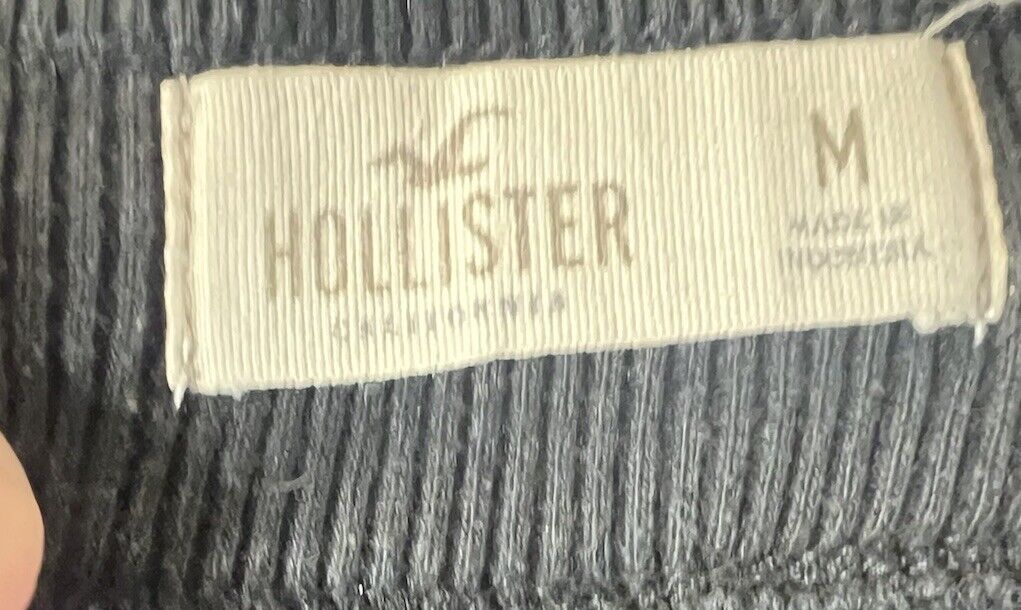 HOLLISTER
CALIFORNIA
M
MADE IN
INDONESIA